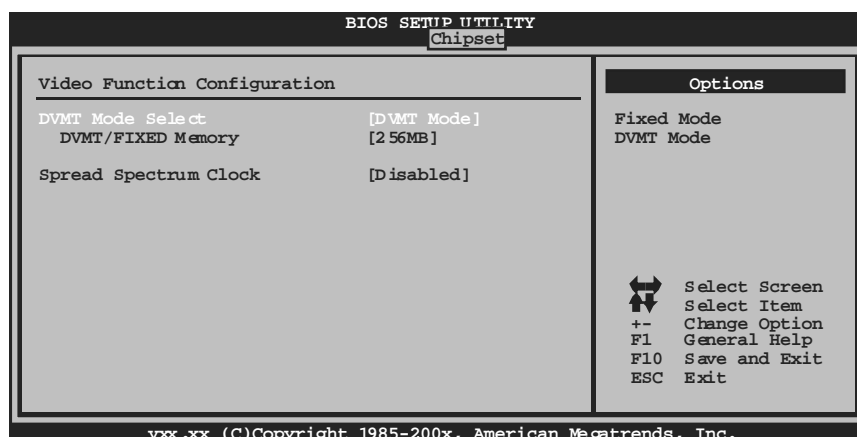 BIOS SETUP UTILITY
Chipset
Video Function Configuration
DVMT Mode Select [DVMT Mode]
DVMT/FIXED Memory [256MB]
Spread Spectrum Clock [Disabled]
Options
Fixed Mode
DVMT Mode
Select Screen
Select Item
+- Change Option
F1 General Help
F10 Save and Exit
ESC Exit
vxx.xx (C)Copyright 1985-200x, American Megatrends, Inc.